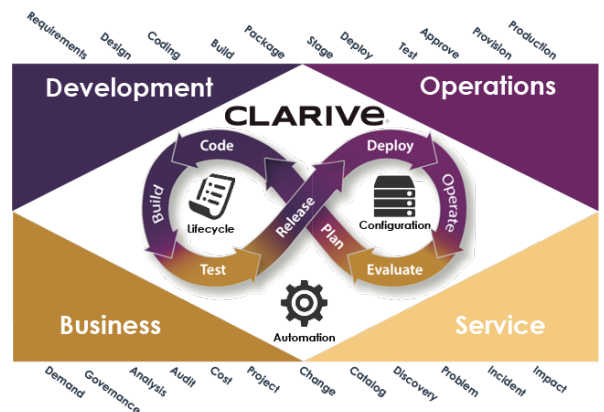 Requirements
Design
Coding
Build
Package
Stage
Deploy
Test
Approve
Provision
Production
Development
Operations
CLARIVE
Code
Deploy
Build
Lifecycle
Release
Plan
Configuration
Operate
Test
Evaluate
Automation
Business
Service
Demand
Governance
Analysis
Audit
Cost
Project
Change
Catalog
Discovery
Problem
Incident
Impact